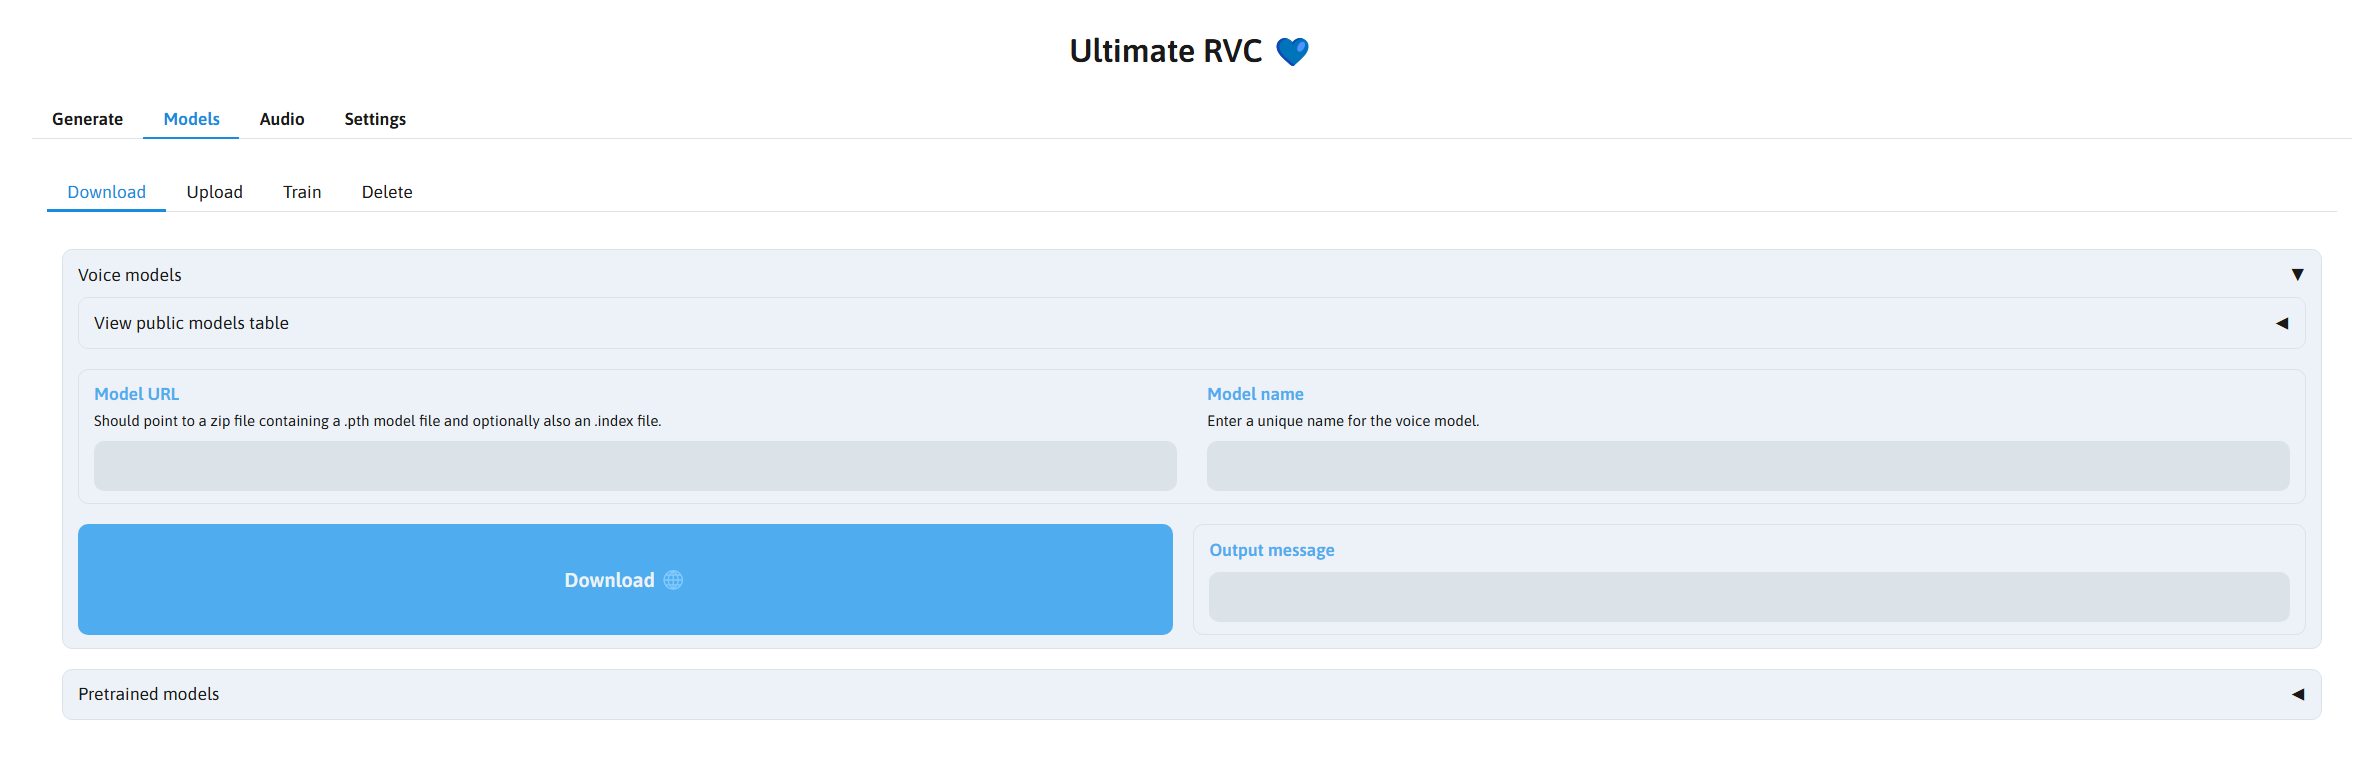 Ultimate RVC 💙
Generate Models Audio Settings
Download Upload Train Delete
Voice models ▼
View public models table ◀
Model URL
Should point to a zip file containing a .pth model file and optionally also an .index file.
Model name
Enter a unique name for the voice model.
Download 🌐
Output message
Pretrained models ◀